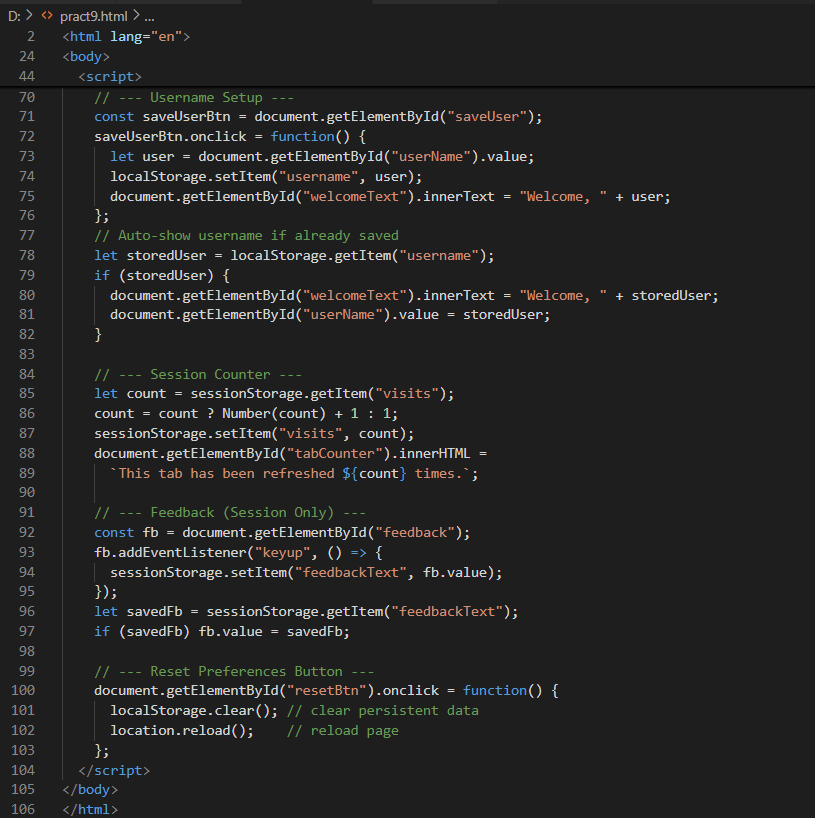 D: > <> pract9.html > ...
2 <html lang="en">
24 <body>
44 <script>
70 // --- Username Setup ---
71 const saveUserBtn = document.getElementById("saveUser");
72 saveUserBtn.onclick = function() {
73 let user = document.getElementById("userName").value;
74 localStorage.setItem("username", user);
75 document.getElementById("welcomeText").innerText = "Welcome, " + user;
76 };
77 // Auto-show username if already saved
78 let storedUser = localStorage.getItem("username");
79 if (storedUser) {
80 document.getElementById("welcomeText").innerText = "Welcome, " + storedUser;
81 document.getElementById("userName").value = storedUser;
82 }
83
84 // --- Session Counter ---
85 let count = sessionStorage.getItem("visits");
86 count = count ? Number(count) + 1 : 1;
87 sessionStorage.setItem("visits", count);
88 document.getElementById("tabCounter").innerHTML =
89 `This tab has been refreshed ${count} times.`;
90
91 // --- Feedback (Session Only) ---
92 const fb = document.getElementById("feedback");
93 fb.addEventListener("keyup", () => {
94 sessionStorage.setItem("feedbackText", fb.value);
95 });
96 let savedFb = sessionStorage.getItem("feedbackText");
97 if (savedFb) fb.value = savedFb;
98
99 // --- Reset Preferences Button ---
100 document.getElementById("resetBtn").onclick = function() {
101 localStorage.clear(); // clear persistent data
102 location.reload(); // reload page
103 };
104 </script>
105 </body>
106 </html>